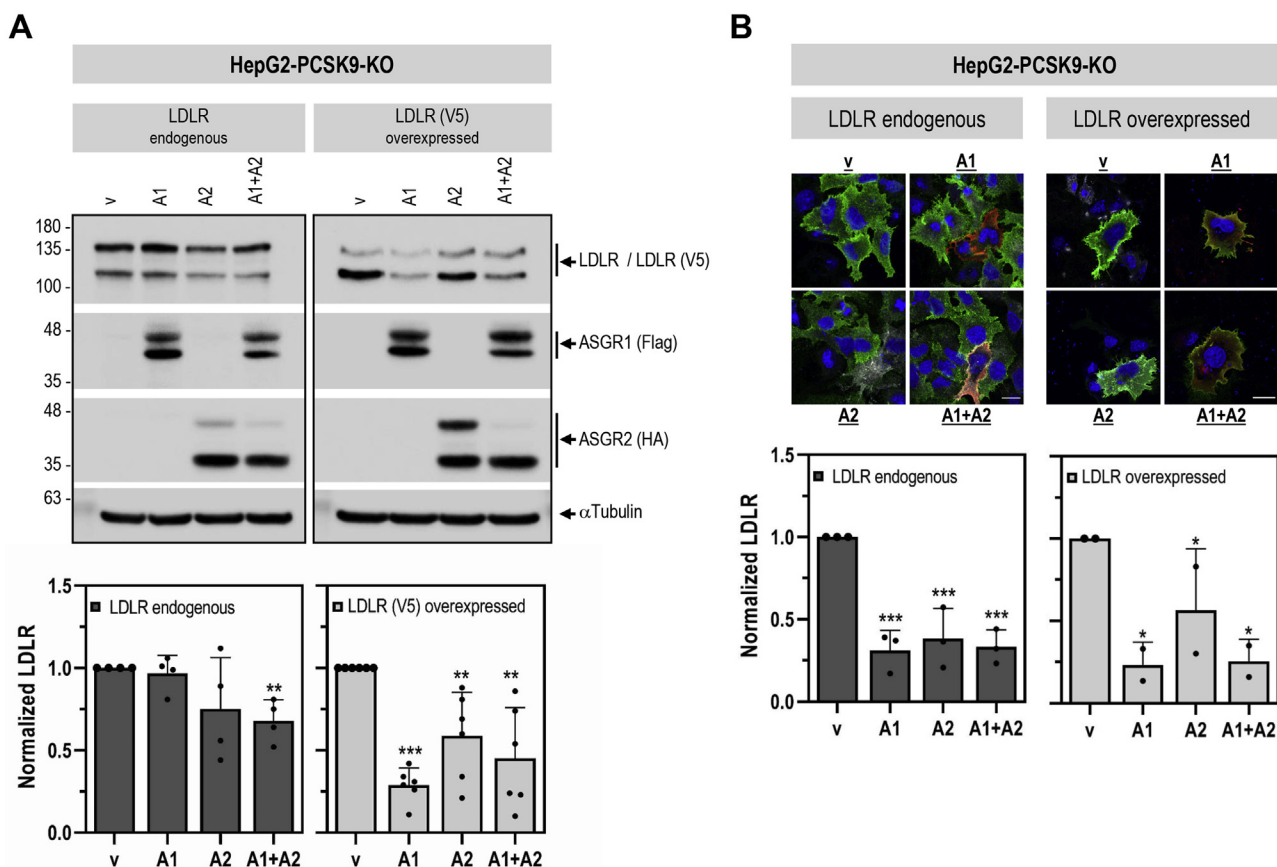 A
HepG2-PCSK9-KO
LDLR
endogenous
LDLR (V5)
overexpressed
v
A1
A2
A1+A2
v
A1
A2
A1+A2
180 -
135 -
100 -
LDLR / LDLR (V5)
48 -
35 -
ASGR1 (Flag)
48 -
35 -
ASGR2 (HA)
63 -
αTubulin
Normalized LDLR
1.5
1.0
0.5
0.0
LDLR endogenous
**
v
A1
A2
A1+A2
LDLR (V5) overexpressed
***
**
**
v
A1
A2
A1+A2
B
HepG2-PCSK9-KO
LDLR endogenous
LDLR overexpressed
v
A1
A2
A1+A2
v
A1
A2
A1+A2
Normalized LDLR
1.5
1.0
0.5
0.0
LDLR endogenous
***
***
***
v
A1
A2
A1+A2
LDLR overexpressed
*
*
*
v
A1
A2
A1+A2